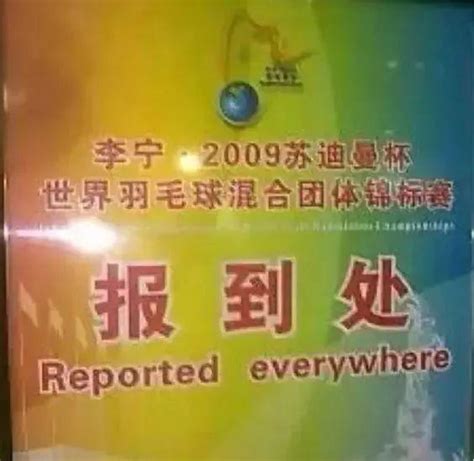 李宁·2009苏迪曼杯
世界羽毛球混合团体锦标赛
Championships
报到处
Reported everywhere